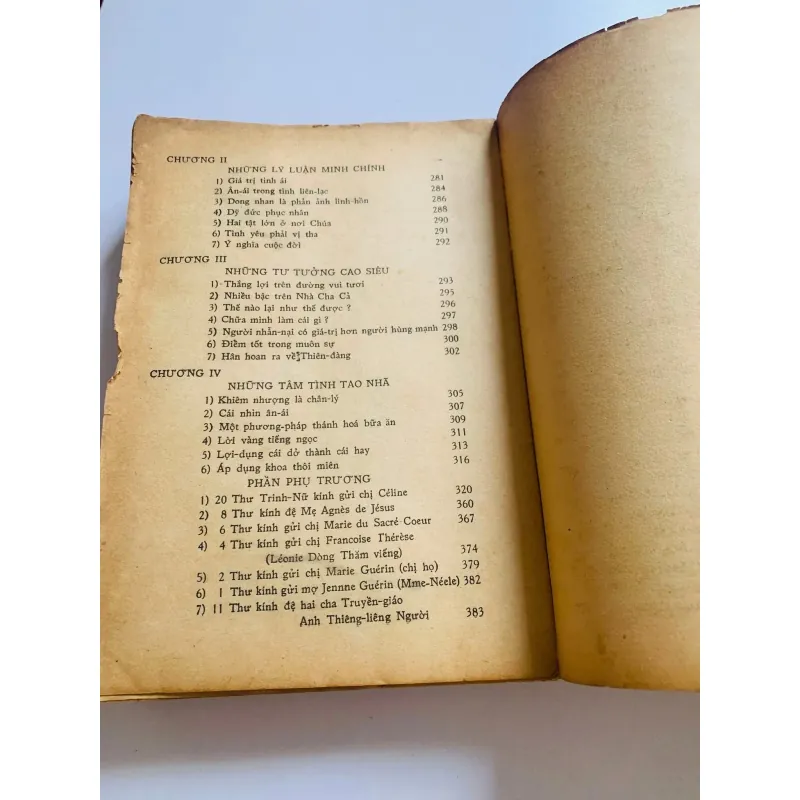 CHƯƠNG II
NHỮNG LÝ LUẬN MINH CHÍNH
1) Giá trị tình ái 281
2) Ân-ái trong tình liên-lạc 284
3) Dong nhan là phản ảnh linh-hồn 286
4) Dỹ đức phục nhân 288
5) Hai tật lớn ở nơi Chúa 290
6) Tình yêu phải vị tha 291
7) Ý nghĩa cuộc đời 292
CHƯƠNG III
NHỮNG TƯ TƯỞNG CAO SIÊU
1) Thắng lợi trên đường vui tươi 293
2) Nhiều bậc trên Nhà Cha Cả 295
3) Thế nào lại như thế được ? 296
4) Chữa mình làm cái gì ? 297
5) Người nhẫn-nại có giá-trị hơn người hùng mạnh 298
6) Điềm tốt trong muôn sự 300
7) Hân hoan ra về Thiên-đàng 302
CHƯƠNG IV
NHỮNG TÂM TÌNH TAO NHÃ
1) Khiêm nhượng là chân-lý 305
2) Cái nhìn ân-ái 307
3) Một phương-pháp thánh hoá bữa ăn 309
4) Lời vàng tiếng ngọc 311
5) Lợi-dụng cái dở thành cái hay 313
6) Áp dụng khoa thôi miên 316
PHẦN PHỤ TRƯƠNG
1) 20 Thư Trinh-Nữ kính gửi chị Céline 320
2) 8 Thư kính đệ Mẹ Agnès de Jésus 360
3) 6 Thư kính gửi chị Marie du Sacré Coeur 367
4) 4 Thư kính gửi chị Francoise Thérèse
(Léonie Dòng Thăm viếng) 374
5) 2 Thư kính gửi chị Marie Guérin (chị họ) 379
6) 1 Thư kính gửi mợ Jennne Guérin (Mme-Néele) 382
7) 11 Thư kính đệ hai cha Truyền-giáo
Anh Thiêng-liêng Người 383